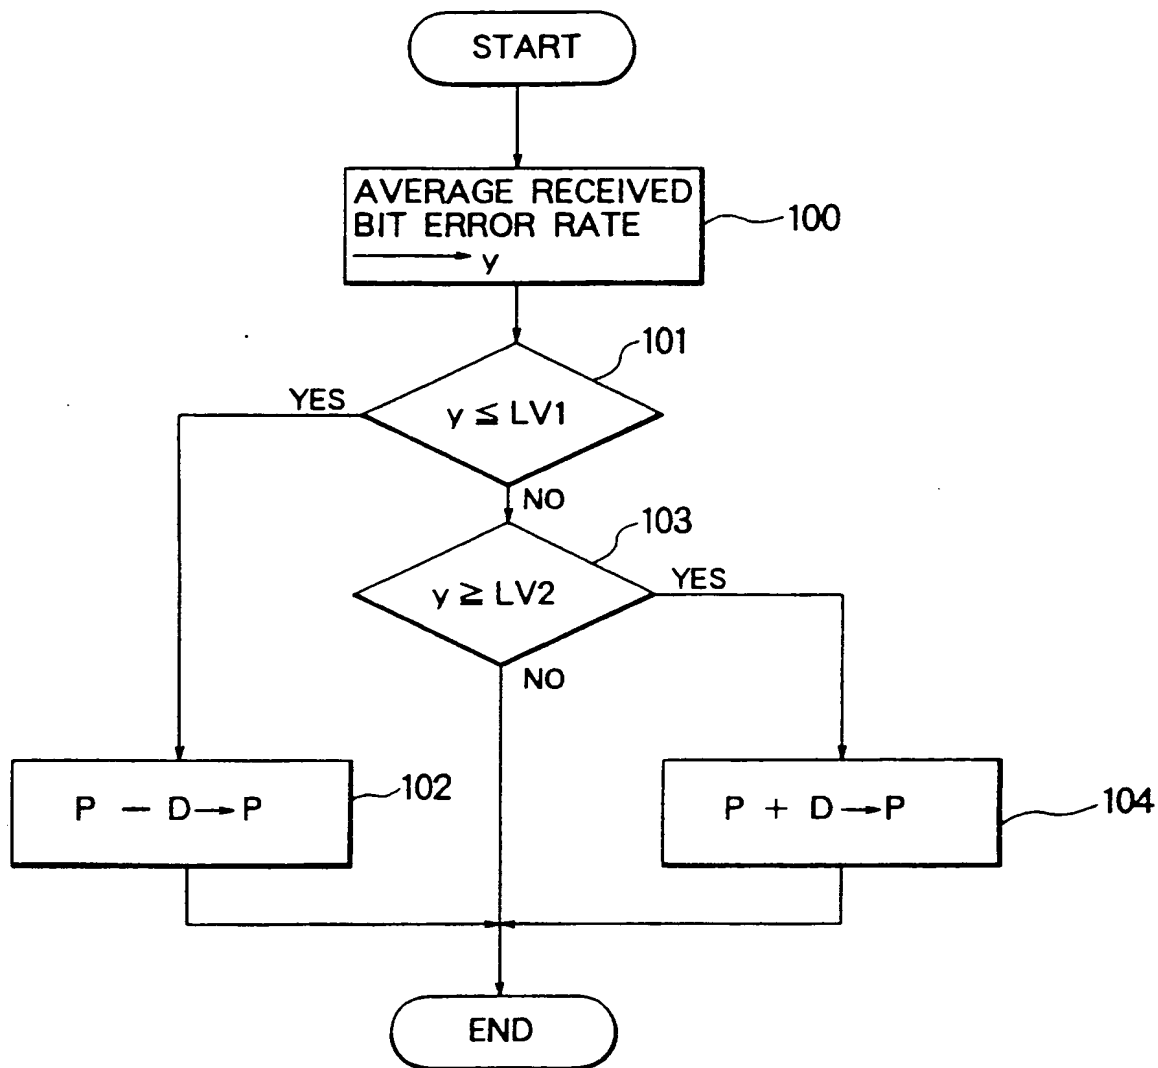 START
AVERAGE RECEIVED
BIT ERROR RATE
→ y
100
101
YES
y ≦ LV1
NO
103
y ≧ LV2
YES
NO
P - D → P
102
P + D → P
104
END